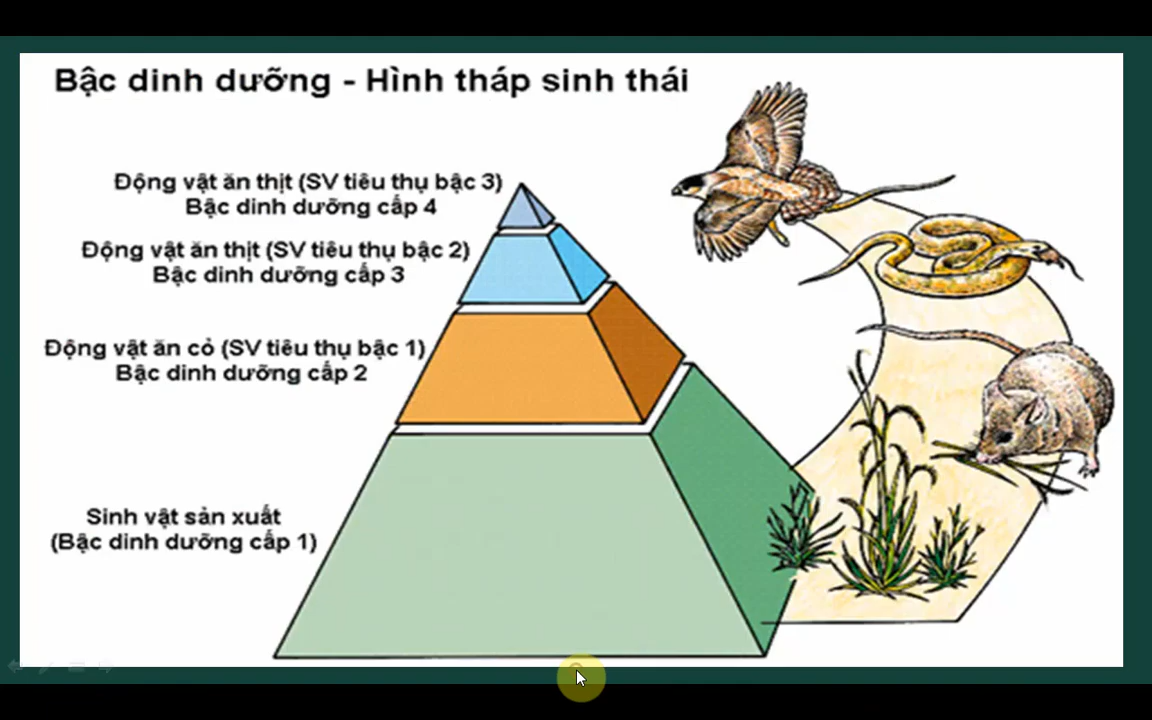 Bậc dinh dưỡng - Hình tháp sinh thái
Động vật ăn thịt (SV tiêu thụ bậc 3)
Bậc dinh dưỡng cấp 4
Động vật ăn thịt (SV tiêu thụ bậc 2)
Bậc dinh dưỡng cấp 3
Động vật ăn cỏ (SV tiêu thụ bậc 1)
Bậc dinh dưỡng cấp 2
Sinh vật sản xuất
(Bậc dinh dưỡng cấp 1)